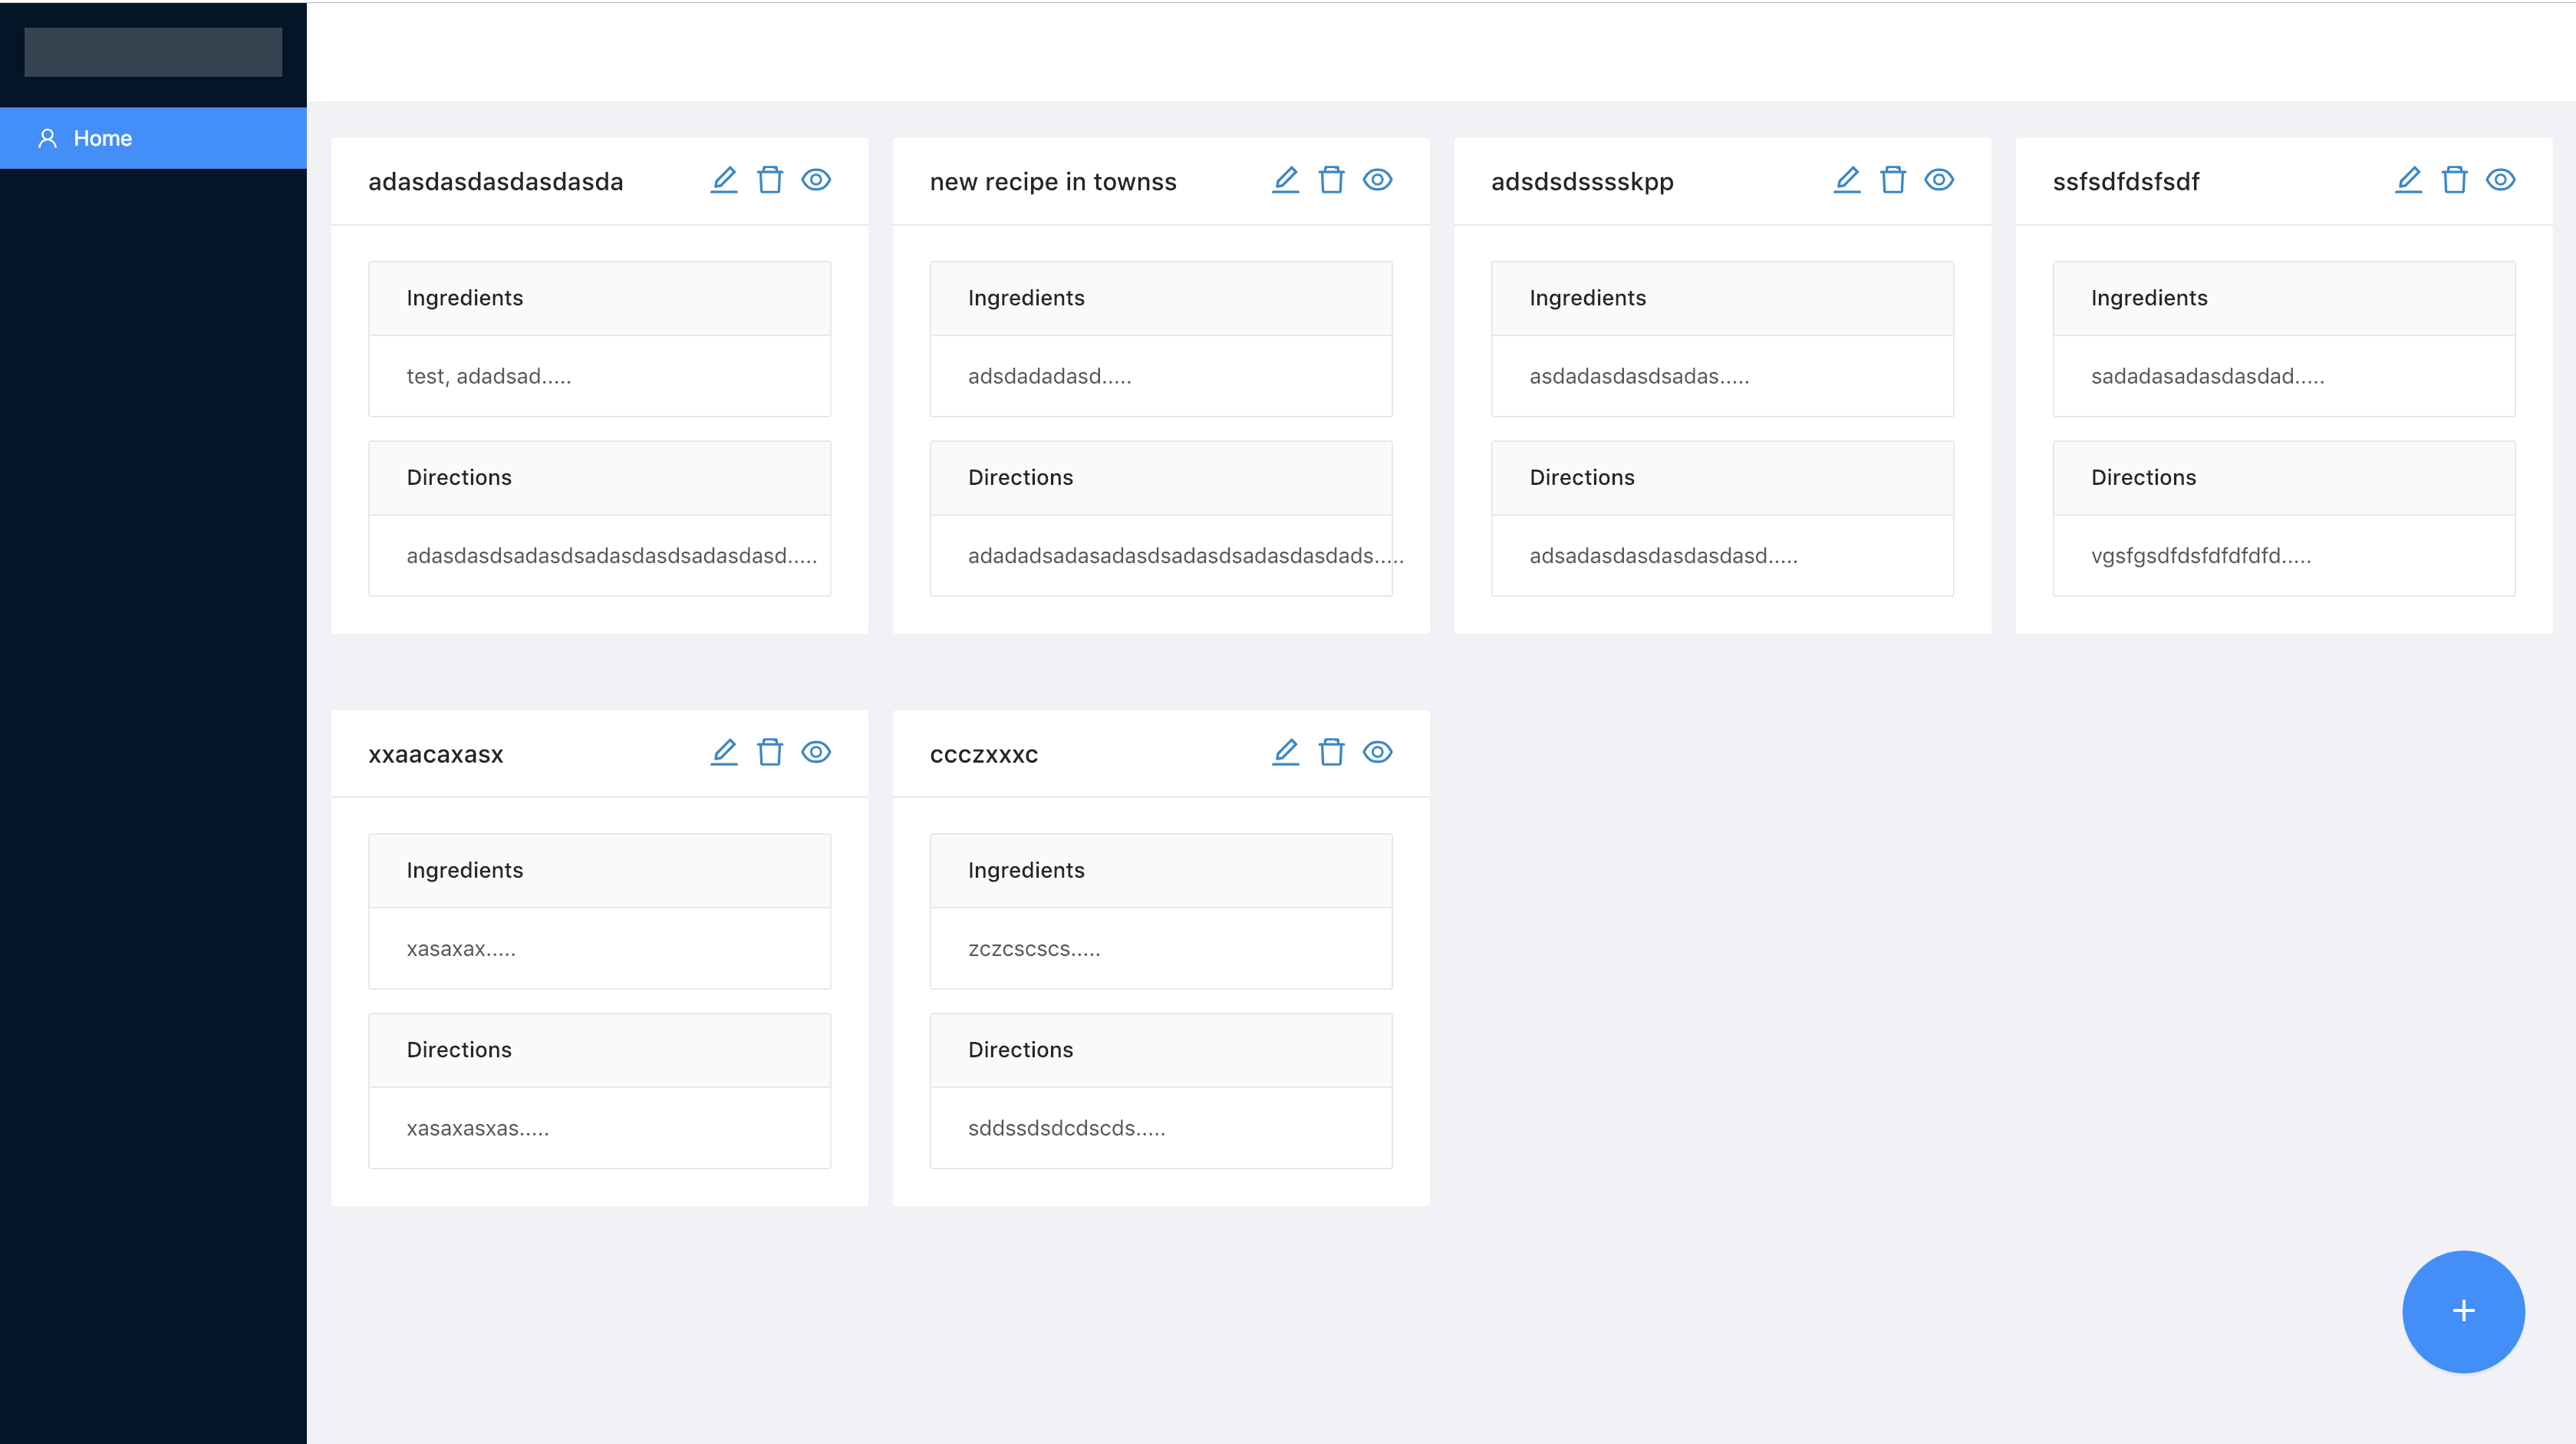 Home
adasdasdasdasdasda
new recipe in townss
adsdsdsssskpp
ssfsdfdsfsdf
Ingredients
Ingredients
Ingredients
Ingredients
test, adadsad.....
adsdadadasd.....
asdadasdasdsadas.....
sadadasadasdasdad.....
Directions
Directions
Directions
Directions
adasdasdsadasdsadasdasdsadasdasd.....
adadadsadasadasdsadasdsadasdasdads.....
adsadasdasdasdasdasd.....
vgsfgsdfdsfdfdfdfd.....
xxaacaxasx
ccczxxxc
Ingredients
Ingredients
xasaxax.....
zczcscscs.....
Directions
Directions
xasaxasxas.....
sddssdsdcdscds.....